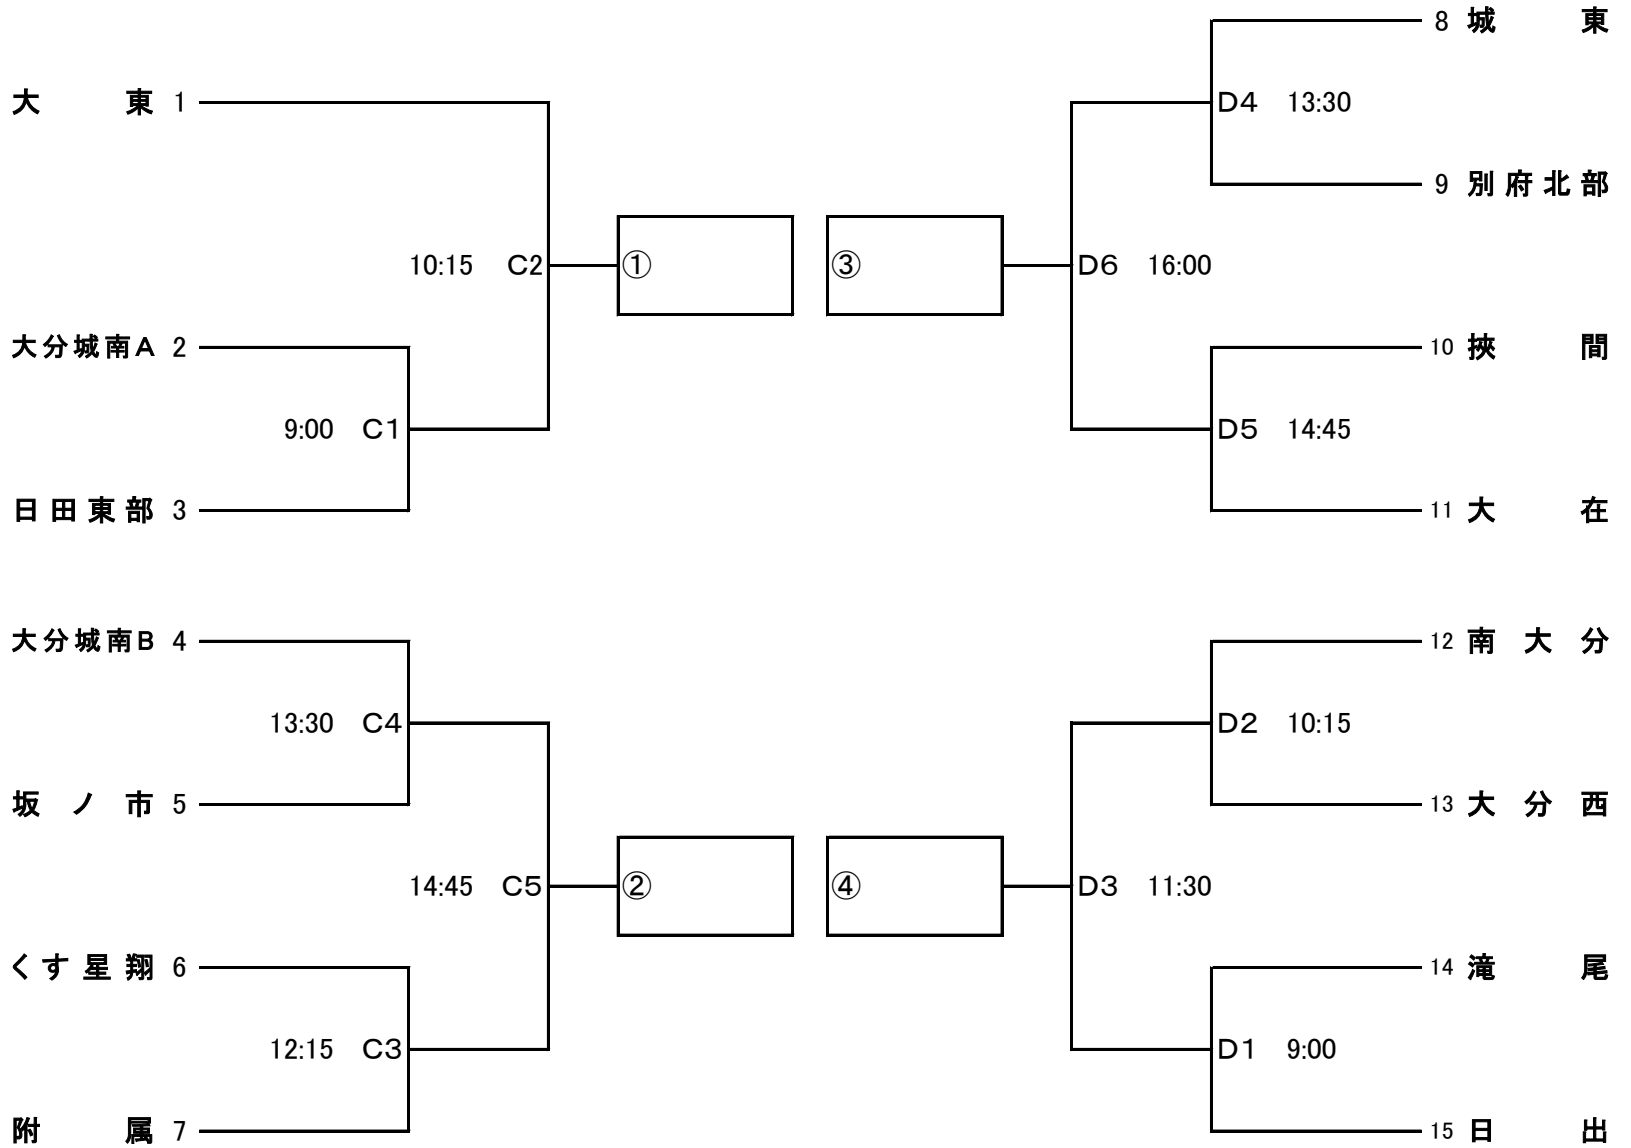 8 城東
大東 1
D4 13:30
9 別府北部
10:15 C2 ① ③ D6 16:00
大分城南A 2
10 挾間
9:00 C1
D5 14:45
日田東部 3
11 大在
大分城南B 4
12 南大分
13:30 C4
D2 10:15
坂ノ市 5
13 大分西
14:45 C5 ② ④ D3 11:30
くす星翔 6
14 滝尾
12:15 C3
D1 9:00
附属 7
15 日出